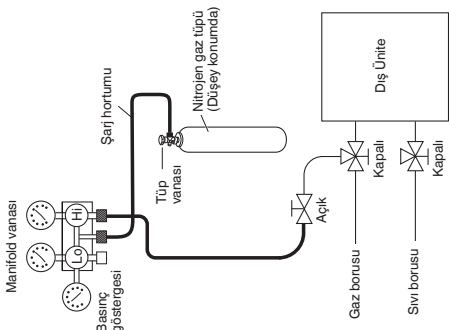 Manifold vanası
Lo
Hi
Basınç
göstergesi
Şarj hortumu
Tüp
vanası
Nitrojen gaz tüpü
(Düşey konumda)
Dış Ünite
Açık
Kapalı
Kapalı
Gaz borusu
Sıvı borusu